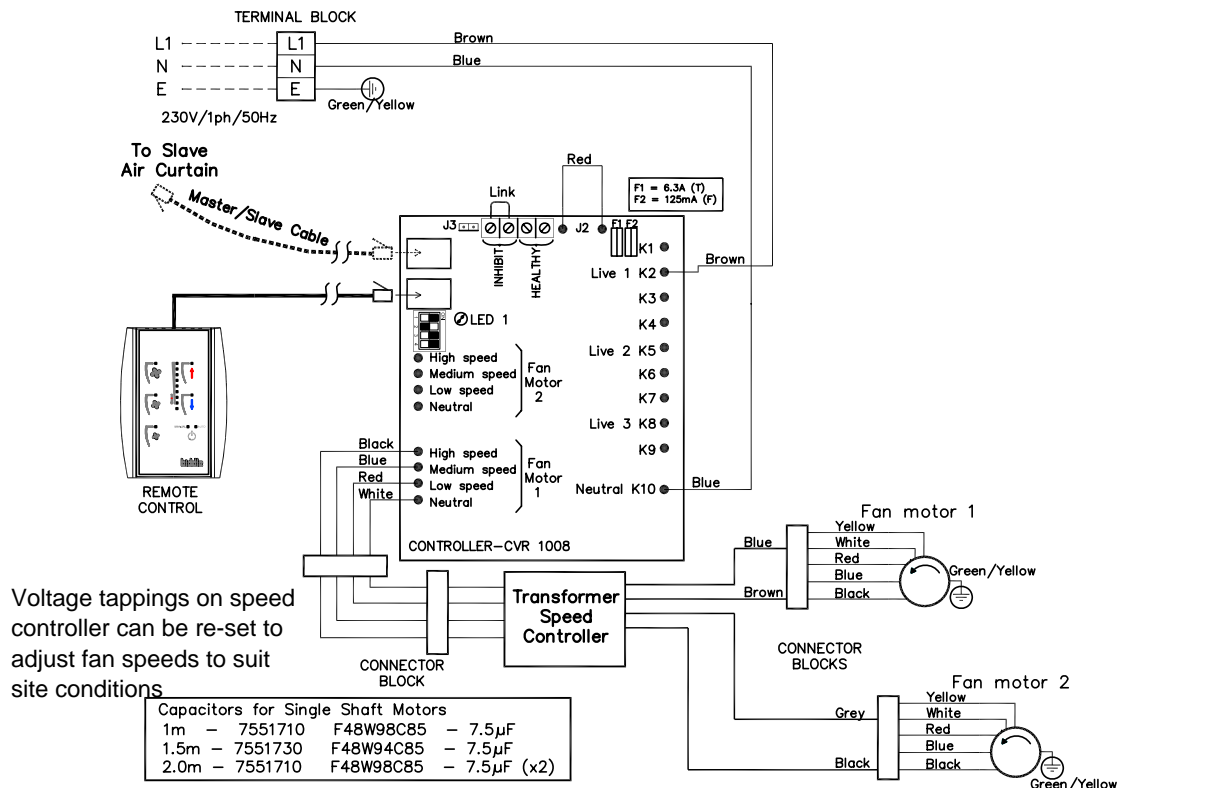 TERMINAL BLOCK
L1 L1 Brown
N N Blue
E E
Green/Yellow
230V/1ph/50Hz
To Slave
Air Curtain
Master/Slave Cable
Red
Link
F1 = 6.3A (T)
F2 = 125mA (F)
J3 J2 F1 F2
INHIBIT
HEALTHY
K1
Live 1 K2 Brown
K3
K4
Live 2 K5
K6
K7
Live 3 K8
K9
Neutral K10 Blue
LED 1
High speed
Medium speed
Low speed
Neutral
Fan
Motor
2
Black High speed
Blue Medium speed
Red Low speed
White Neutral
Fan
Motor
1
CONTROLLER-CVR 1008
biddle
REMOTE
CONTROL
Fan motor 1
Yellow
White
Red
Blue
Black
Green/Yellow
Blue
Brown
Transformer
Speed
Controller
CONNECTOR
BLOCK
CONNECTOR
BLOCKS
Voltage tappings on speed
controller can be re-set to
adjust fan speeds to suit
site conditions
Fan motor 2
Yellow
White
Red
Blue
Black
Green/Yellow
Grey
Black
Capacitors for Single Shaft Motors
1m – 7551710 F48W98C85 – 7.5µF
1.5m – 7551730 F48W94C85 – 7.5µF
2.0m – 7551710 F48W98C85 – 7.5µF (x2)